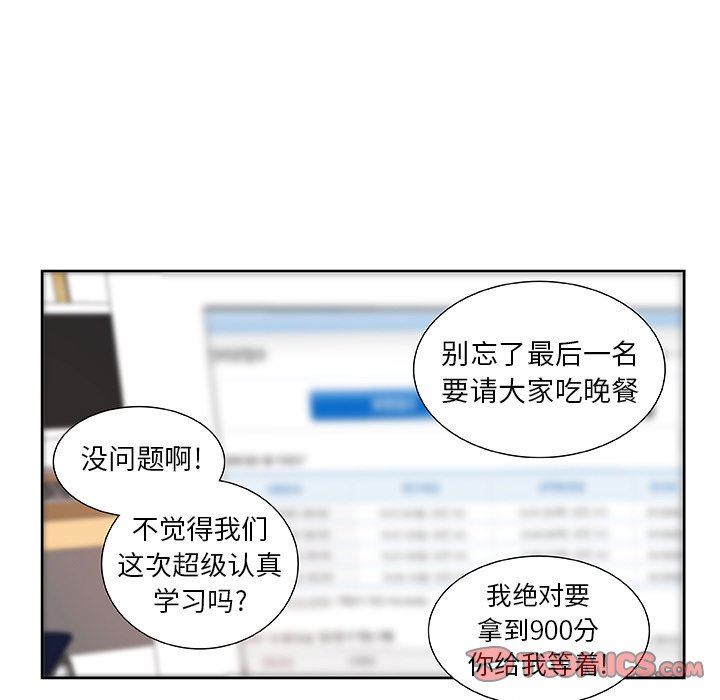 别忘了最后一名
要请大家吃晚餐
没问题啊!
不觉得我们
这次超级认真
学习吗?
我绝对要
拿到900分
你给我等着!
TOONICS.COM